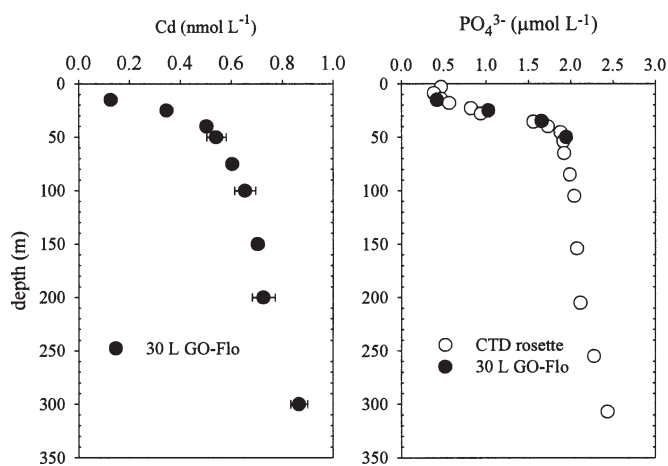 Cd (nmol L⁻¹)
0.0 0.2 0.4 0.6 0.8 1.0
0
50
100
150
200
250
300
350
depth (m)
30 L GO-Flo
PO₄³⁻ (µmol L⁻¹)
0.0 0.5 1.0 1.5 2.0 2.5 3.0
0
50
100
150
200
250
300
350
CTD rosette
30 L GO-Flo